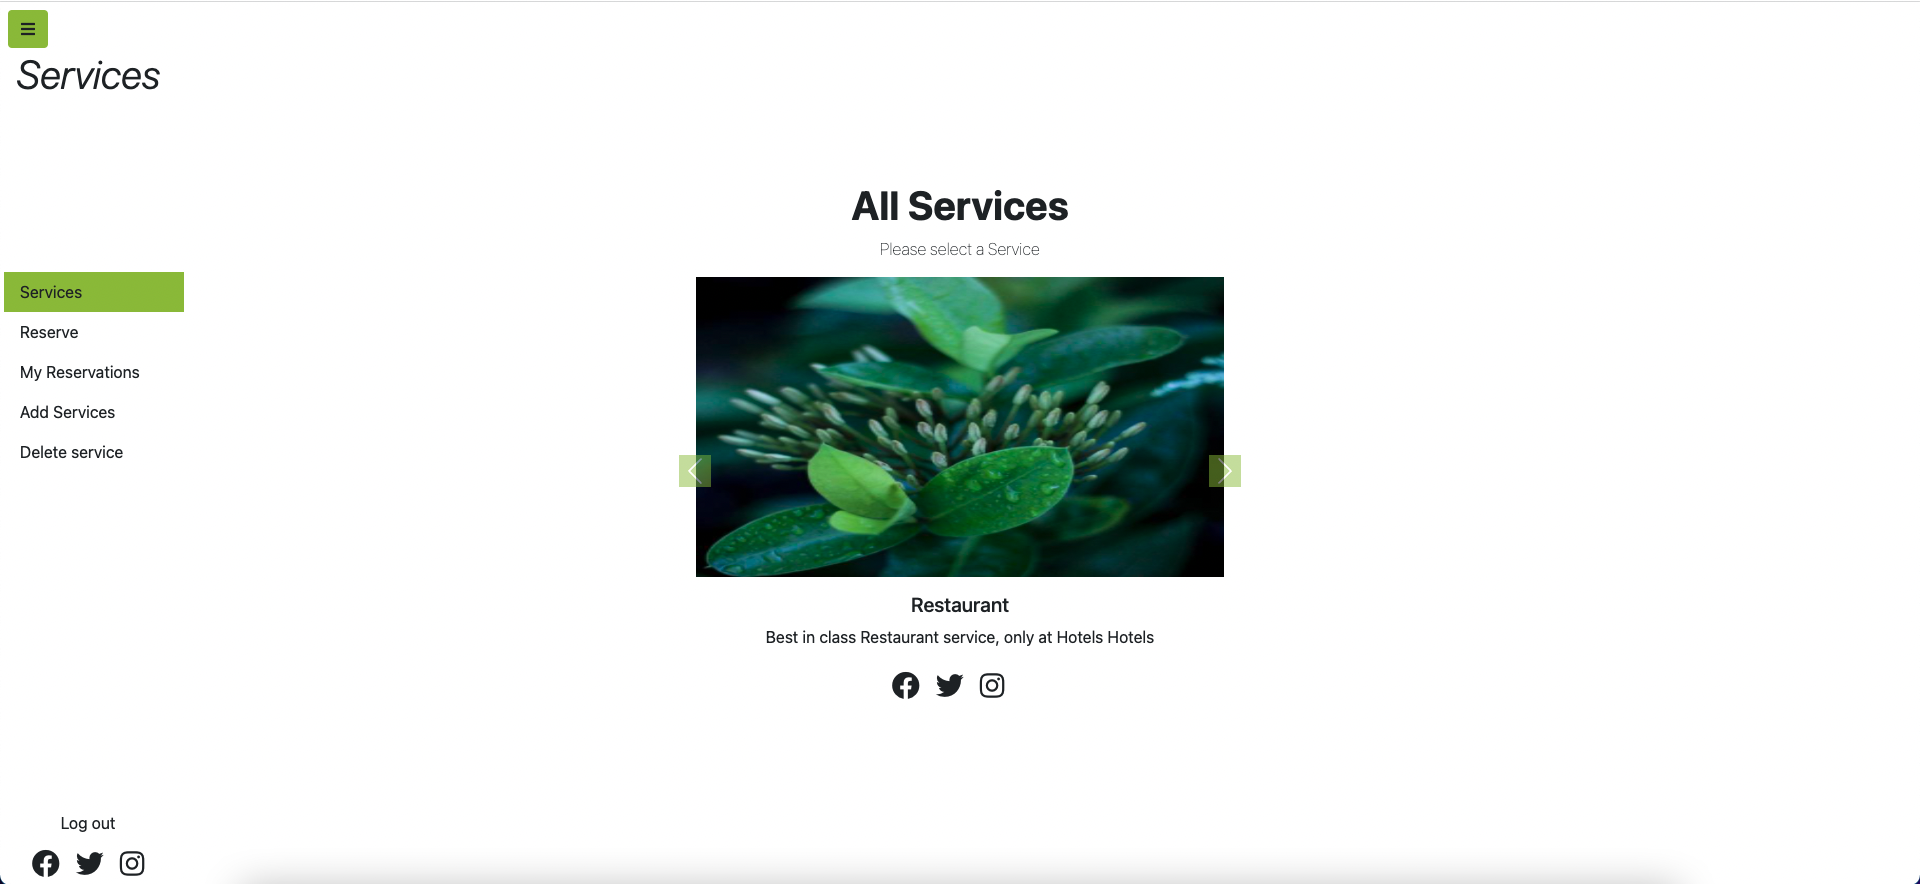 Services
All Services
Please select a Service
Services
Reserve
My Reservations
Add Services
Delete service
Restaurant
Best in class Restaurant service, only at Hotels Hotels
Log out